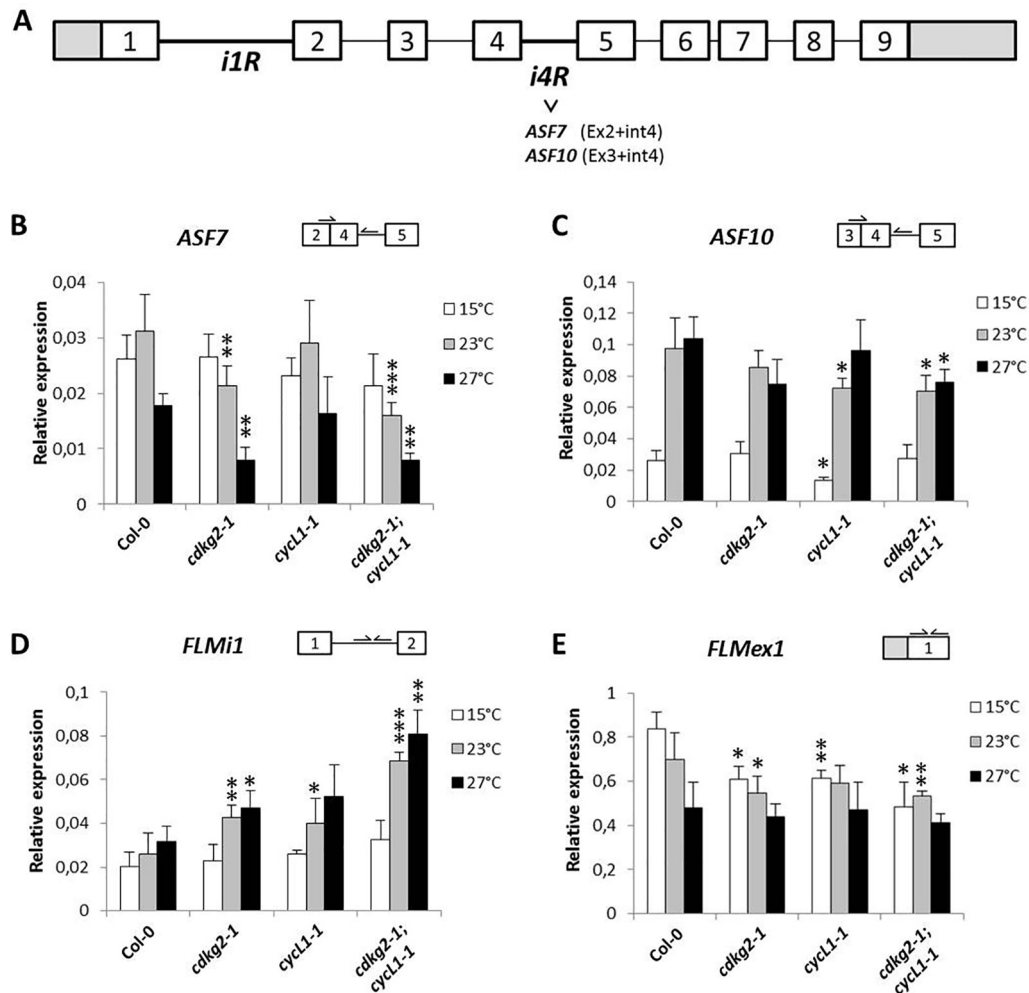 A
1 2 3 4 5 6 7 8 9
i1R
i4R
ASF7 (Ex2+int4)
ASF10 (Ex3+int4)
B
ASF7
2 4 5
Relative expression
0,04
0,03
0,02
0,01
0
** ** *** **
15°C
23°C
27°C
Col-0
cdkg2-1
cycL1-1
cdkg2-1;
cycL1-1
C
ASF10
3 4 5
Relative expression
0,14
0,12
0,1
0,08
0,06
0,04
0,02
0
* * * *
15°C
23°C
27°C
Col-0
cdkg2-1
cycL1-1
cdkg2-1;
cycL1-1
D
FLMi1
1 2
Relative expression
0,1
0,08
0,06
0,04
0,02
0
** * * *** **
15°C
23°C
27°C
Col-0
cdkg2-1
cycL1-1
cdkg2-1;
cycL1-1
E
FLMex1
1
Relative expression
1
0,8
0,6
0,4
0,2
0
* * ** * **
15°C
23°C
27°C
Col-0
cdkg2-1
cycL1-1
cdkg2-1;
cycL1-1